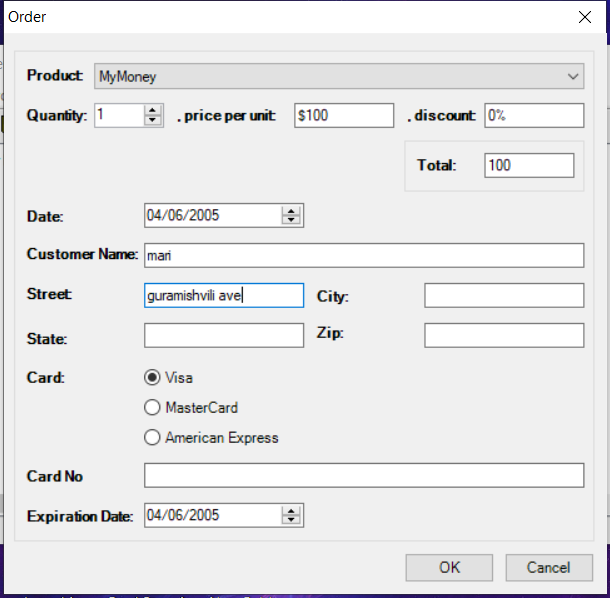 Order
Product: MyMoney
Quantity: 1 . price per unit: $100 . discount: 0%
Total: 100
Date: 04/06/2005
Customer Name: mari
Street: guramishvili ave City:
State: Zip:
Card: Visa
MasterCard
American Express
Card No
Expiration Date: 04/06/2005
OK Cancel